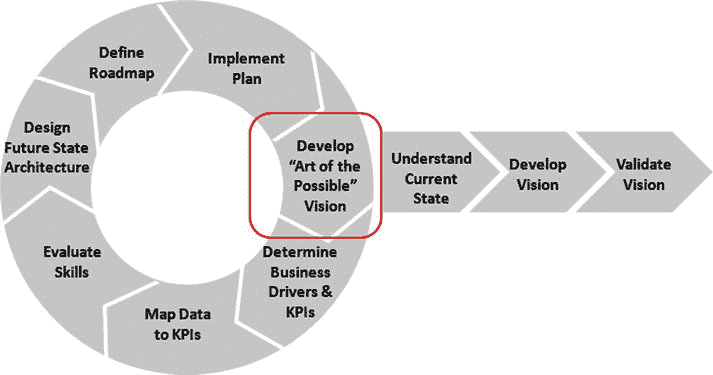 Define
Roadmap
Implement
Plan
Design
Future State
Architecture
Develop
“Art of the
Possible”
Vision
Understand
Current
State
Develop
Vision
Validate
Vision
Evaluate
Skills
Determine
Business
Drivers &
KPIs
Map Data
to KPIs